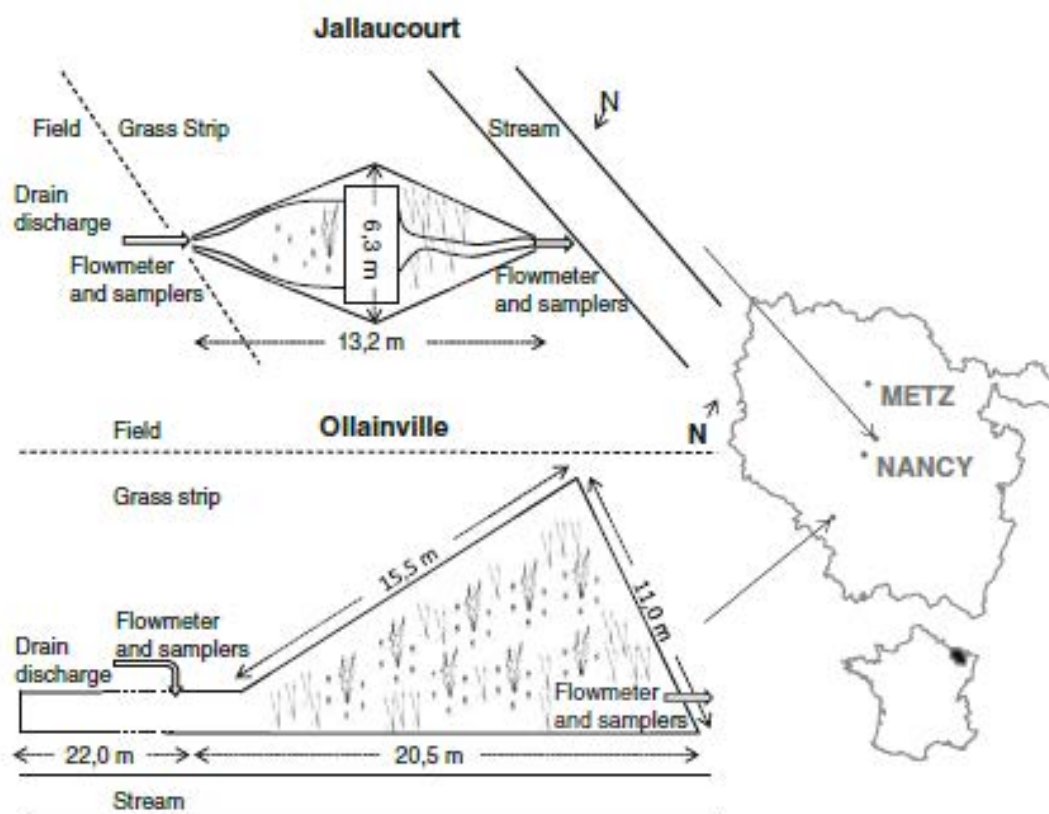 Jallaucourt
N
Field
Grass Strip
Stream
Drain
discharge
6,3 m
Flowmeter
and samplers
Flowmeter
and samplers
13,2 m
METZ
NANCY
Field
Ollainville
N
Grass strip
15,5 m
11,0 m
Flowmeter
and samplers
Drain
discharge
Flowmeter
and samplers
22,0 m
20,5 m
Stream